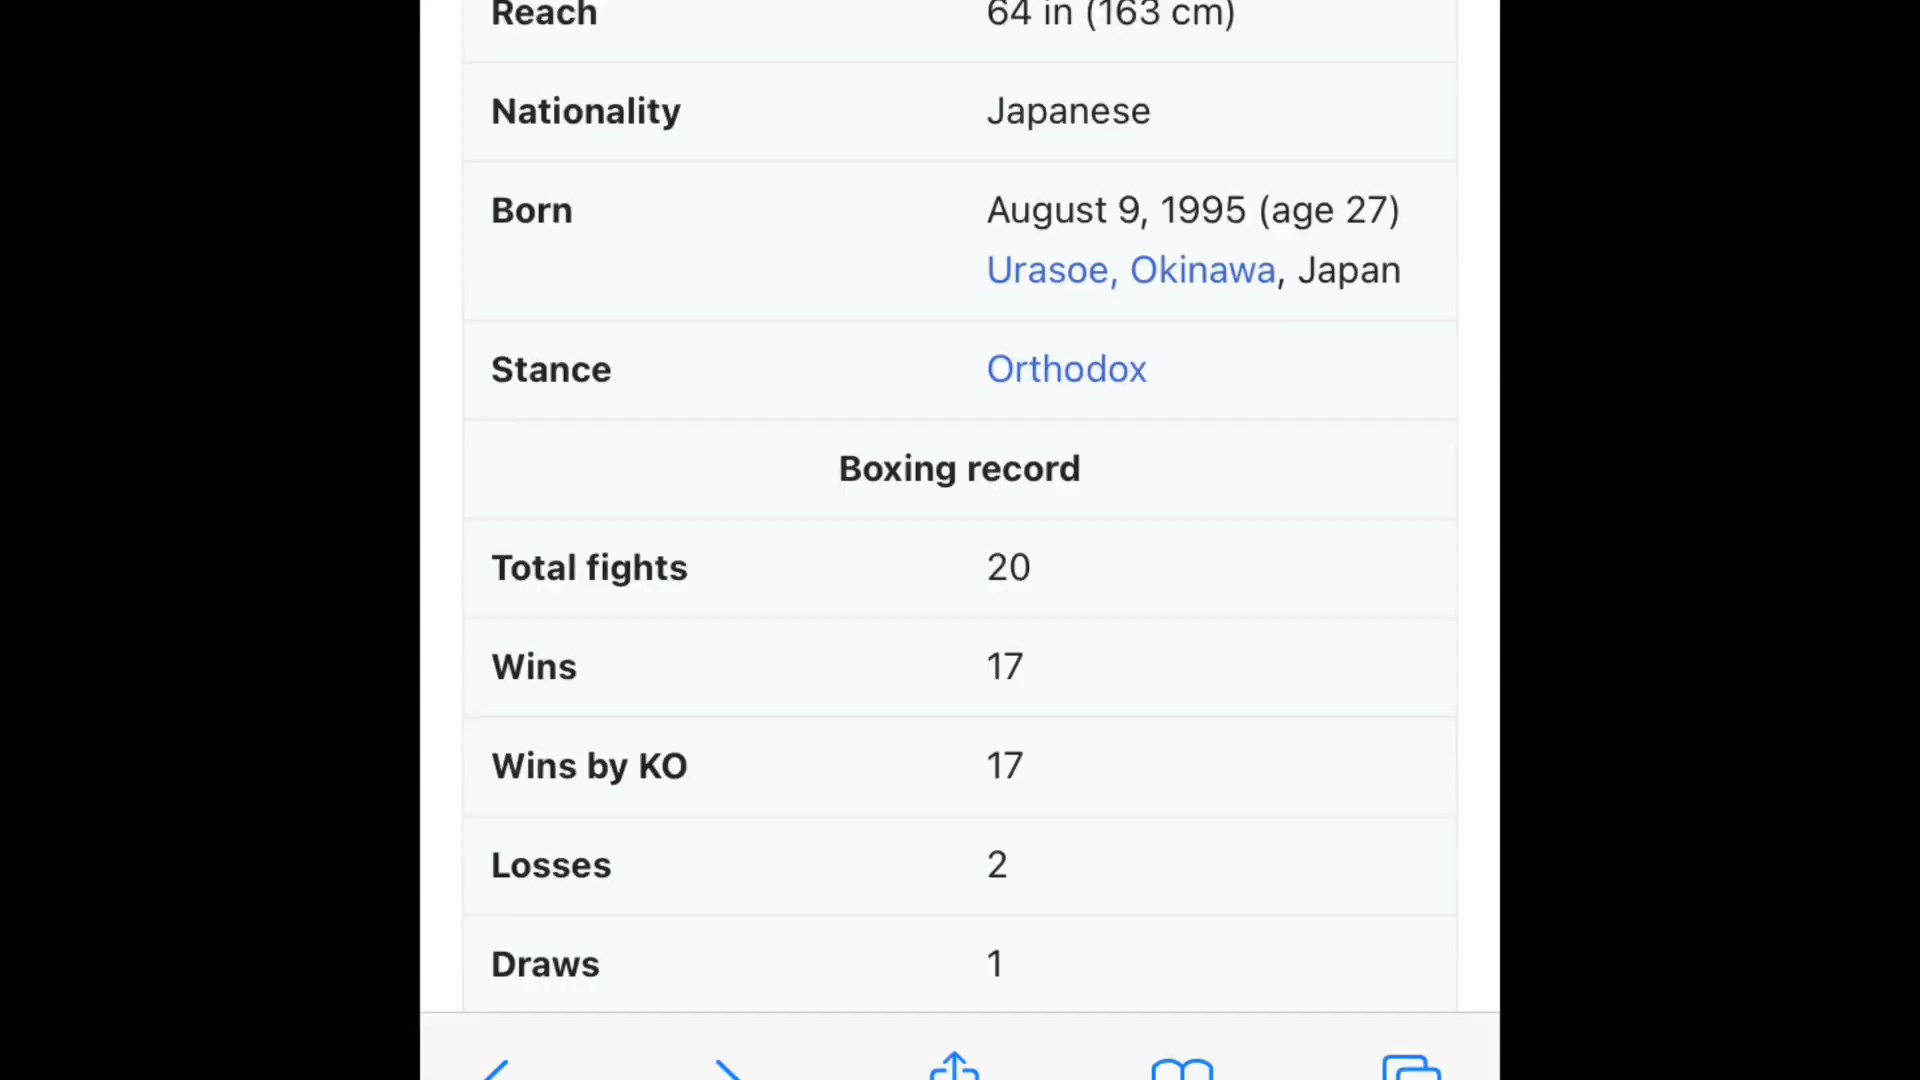 Reach 64 in (163 cm)
Nationality Japanese
Born August 9, 1995 (age 27)
Urasoe, Okinawa, Japan
Stance Orthodox
Boxing record
Total fights 20
Wins 17
Wins by KO 17
Losses 2
Draws 1